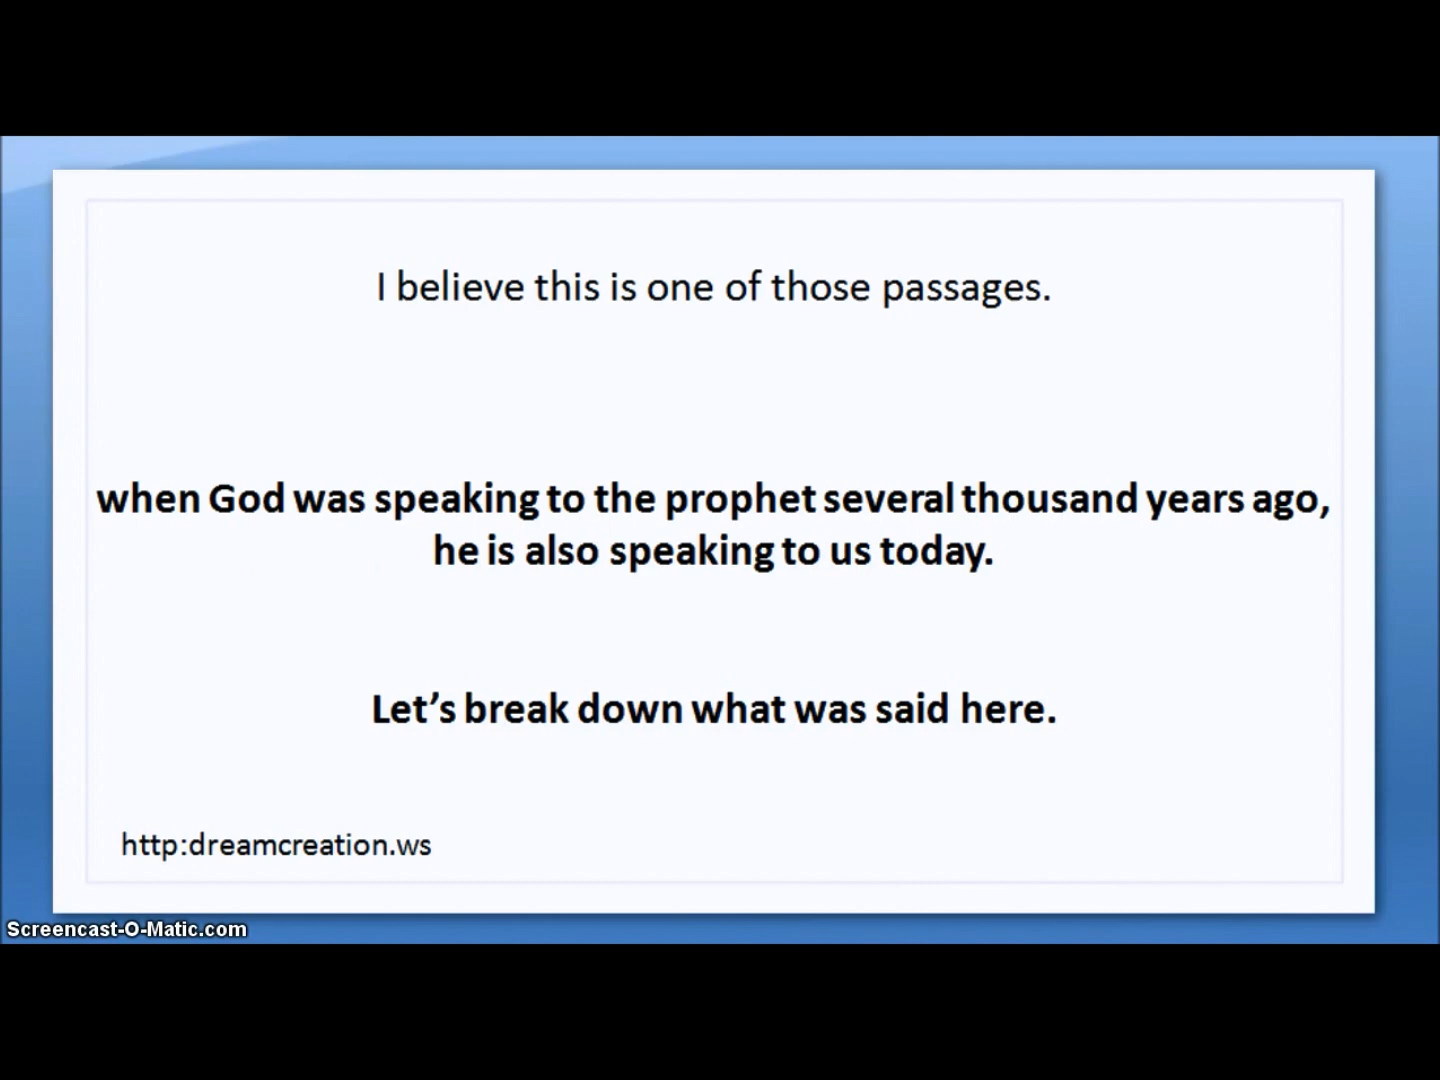 I believe this is one of those passages.
when God was speaking to the prophet several thousand years ago,
he is also speaking to us today.
Let’s break down what was said here.
http:dreamcreation.ws
Screencast-O-Matic.com